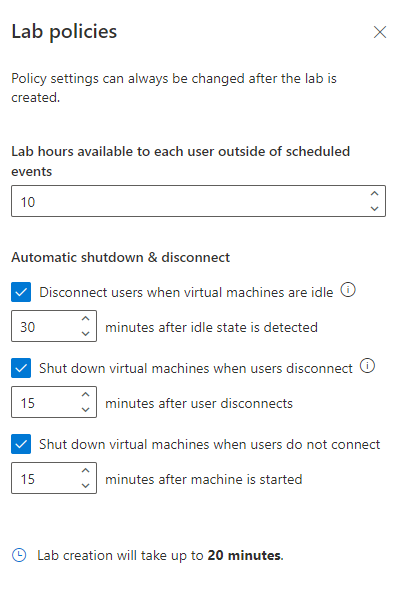 Lab policies
Policy settings can always be changed after the lab is
created.
Lab hours available to each user outside of scheduled
events
10
Automatic shutdown & disconnect
Disconnect users when virtual machines are idle
30 minutes after idle state is detected
Shut down virtual machines when users disconnect
15 minutes after user disconnects
Shut down virtual machines when users do not connect
15 minutes after machine is started
Lab creation will take up to 20 minutes.